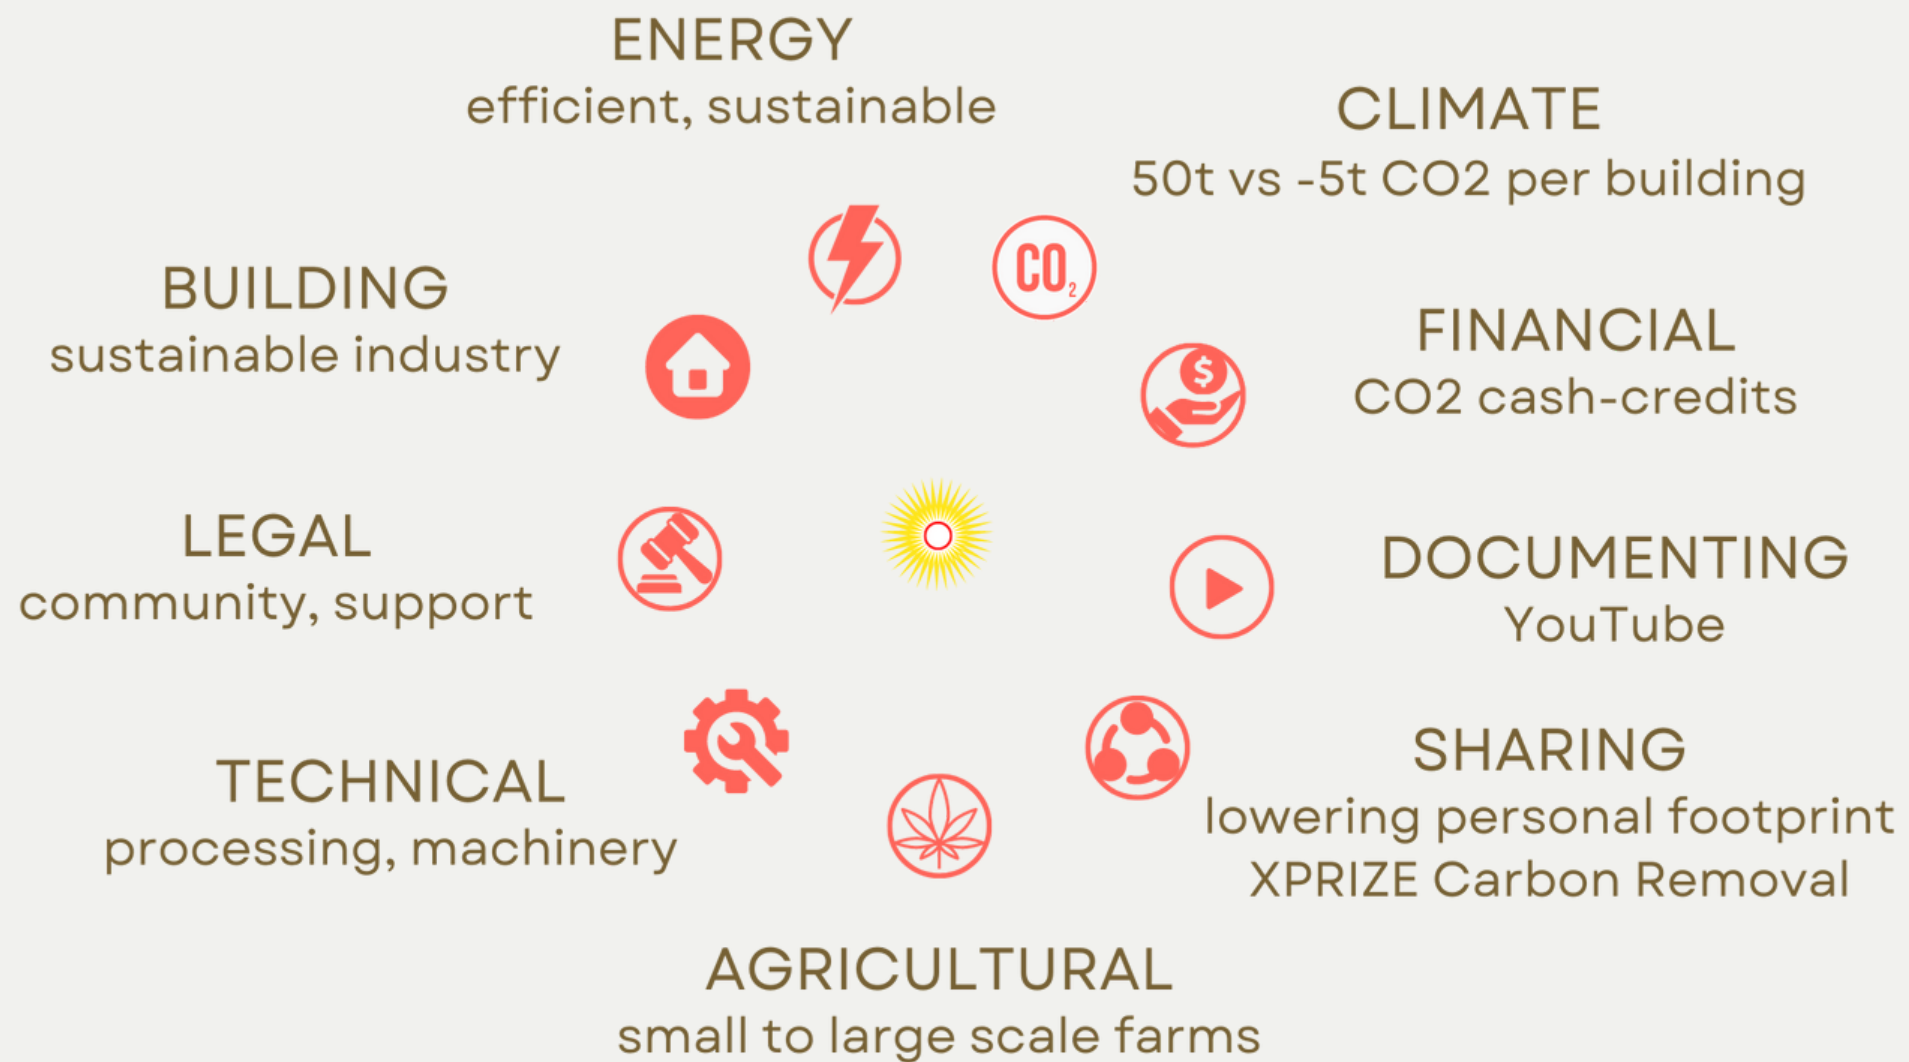 ENERGY
efficient, sustainable
CLIMATE
50t vs -5t CO2 per building
CO₂
BUILDING
sustainable industry
FINANCIAL
CO2 cash-credits
$
LEGAL
community, support
DOCUMENTING
YouTube
TECHNICAL
processing, machinery
SHARING
lowering personal footprint
XPRIZE Carbon Removal
AGRICULTURAL
small to large scale farms